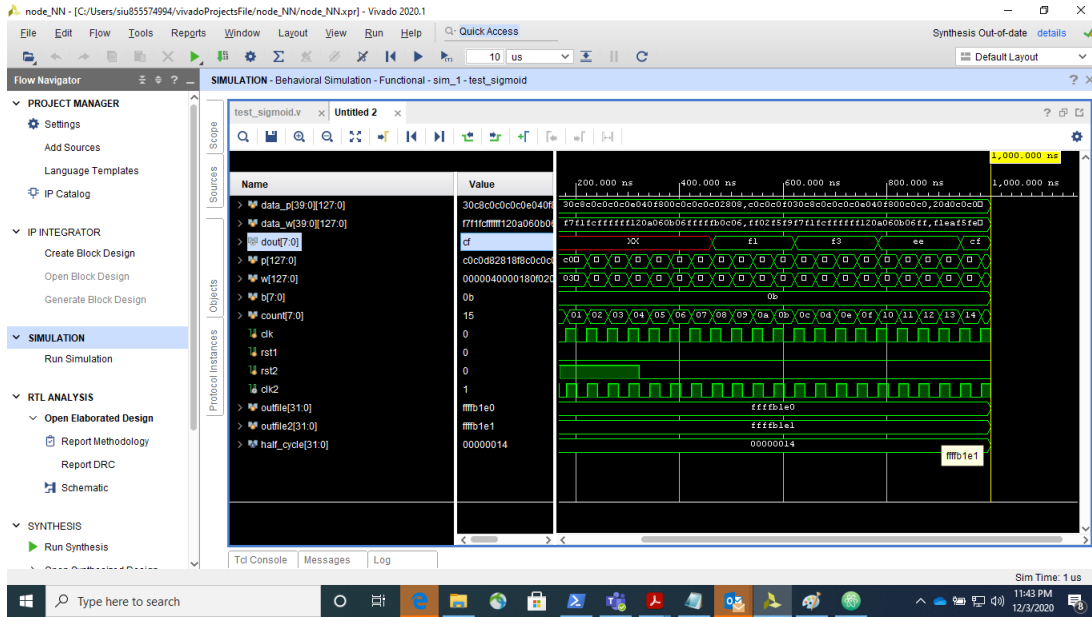 node_NN - [C:/Users/siu855574994/vivadoProjectsFile/node_NN/node_NN.xpr] - Vivado 2020.1
File Edit Flow Tools Reports Window Layout View Run Help Quick Access
Synthesis Out-of-date details
10 us
Default Layout
Flow Navigator
SIMULATION - Behavioral Simulation - Functional - sim_1 - test_sigmoid
PROJECT MANAGER
Settings
Add Sources
Language Templates
IP Catalog
IP INTEGRATOR
Create Block Design
Open Block Design
Generate Block Design
SIMULATION
Run Simulation
RTL ANALYSIS
Open Elaborated Design
Report Methodology
Report DRC
Schematic
SYNTHESIS
Run Synthesis
Scope
Sources
Objects
Protocol Instances
test_sigmoid.v
Untitled 2
1,000.000 ns
Name Value
200.000 ns 400.000 ns 600.000 ns 800.000 ns 1,000.000 ns
data_p[39:0][127:0]
data_w[39:0][127:0]
dout[7:0] cf XX f1 f3 ee cf
p[127:0]
w[127:0]
b[7:0] 0b 0b
count[7:0] 15 01 02 03 04 05 06 07 08 09 0a 0b 0c 0d 0e 0f 10 11 12 13 14
clk 0
rst1 0
rst2 0
clk2 1
outfile[31:0] ffffb1e0 ffffb1e0
outfile2[31:0] ffffb1e1 ffffb1e1
half_cycle[31:0] 00000014 00000014
ffffb1e1
Tcl Console Messages Log
Sim Time: 1 us
Type here to search
11:43 PM
12/3/2020